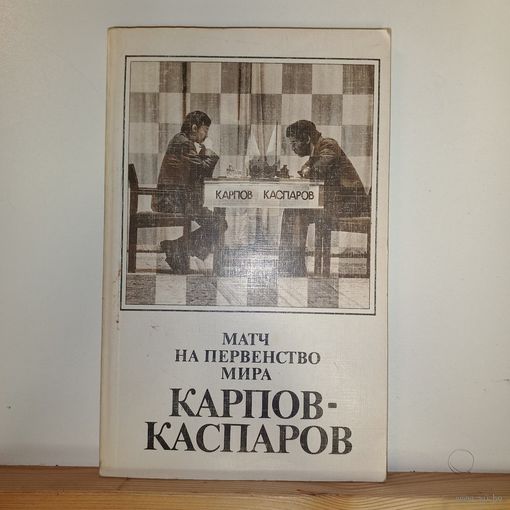 КАРПОВ КАСПАРОВ
МАТЧ
НА ПЕРВЕНСТВО
МИРА
КАРПОВ-
КАСПАРОВ